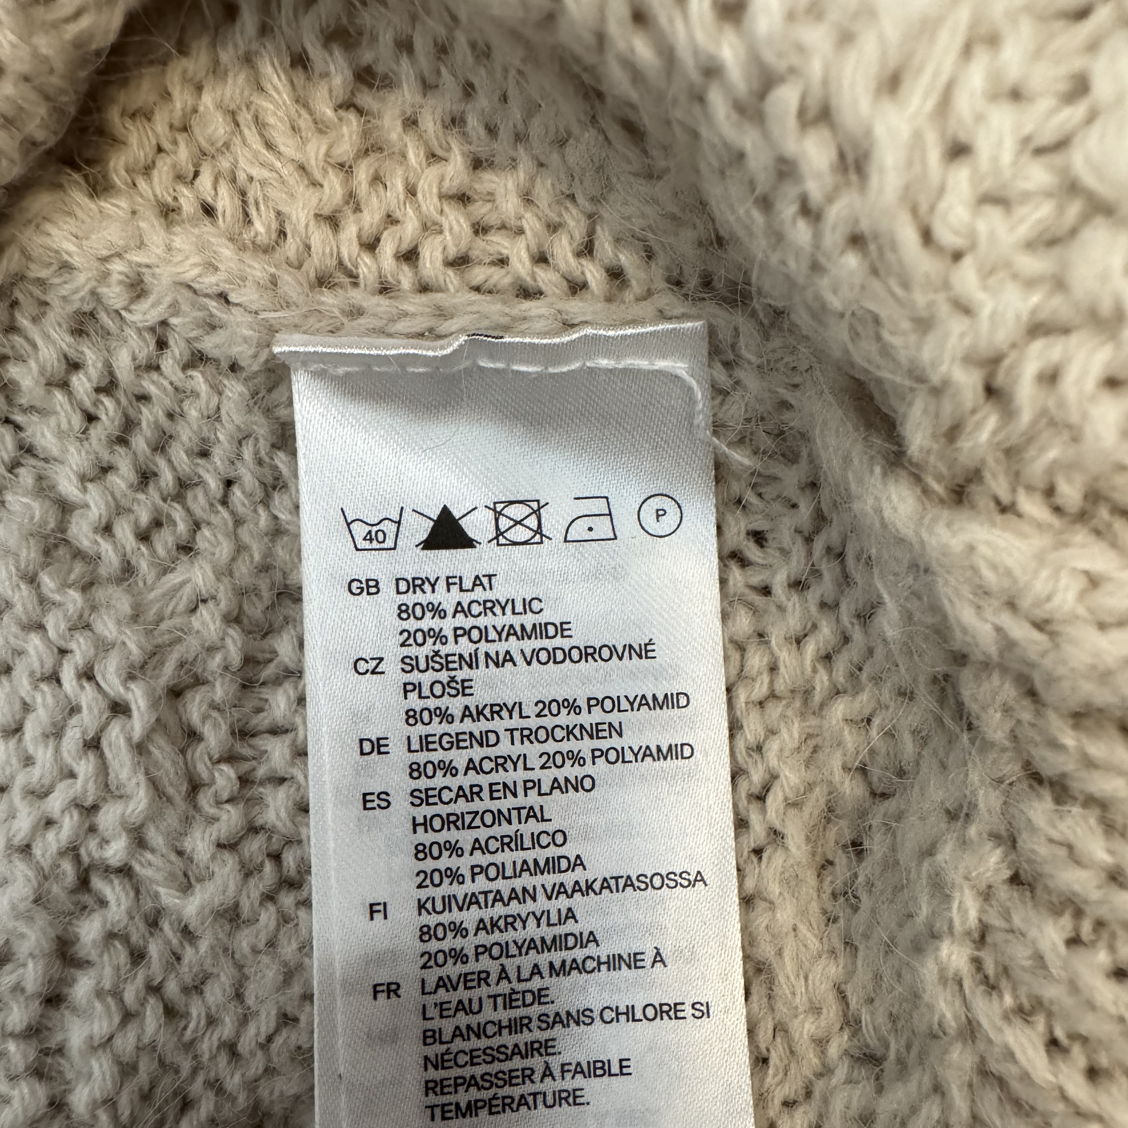 40 P
GB DRY FLAT
80% ACRYLIC
20% POLYAMIDE
CZ SUŠENÍ NA VODOROVNÉ
PLOŠE
80% AKRYL 20% POLYAMID
DE LIEGEND TROCKNEN
80% ACRYL 20% POLYAMID
ES SECAR EN PLANO
HORIZONTAL
80% ACRÍLICO
20% POLIAMIDA
FI KUIVATAAN VAAKATASOSSA
80% AKRYYLIA
20% POLYAMIDIA
FR LAVER À LA MACHINE À
L'EAU TIÈDE.
BLANCHIR SANS CHLORE SI
NÉCESSAIRE.
REPASSER À FAIBLE
TEMPÉRATURE.